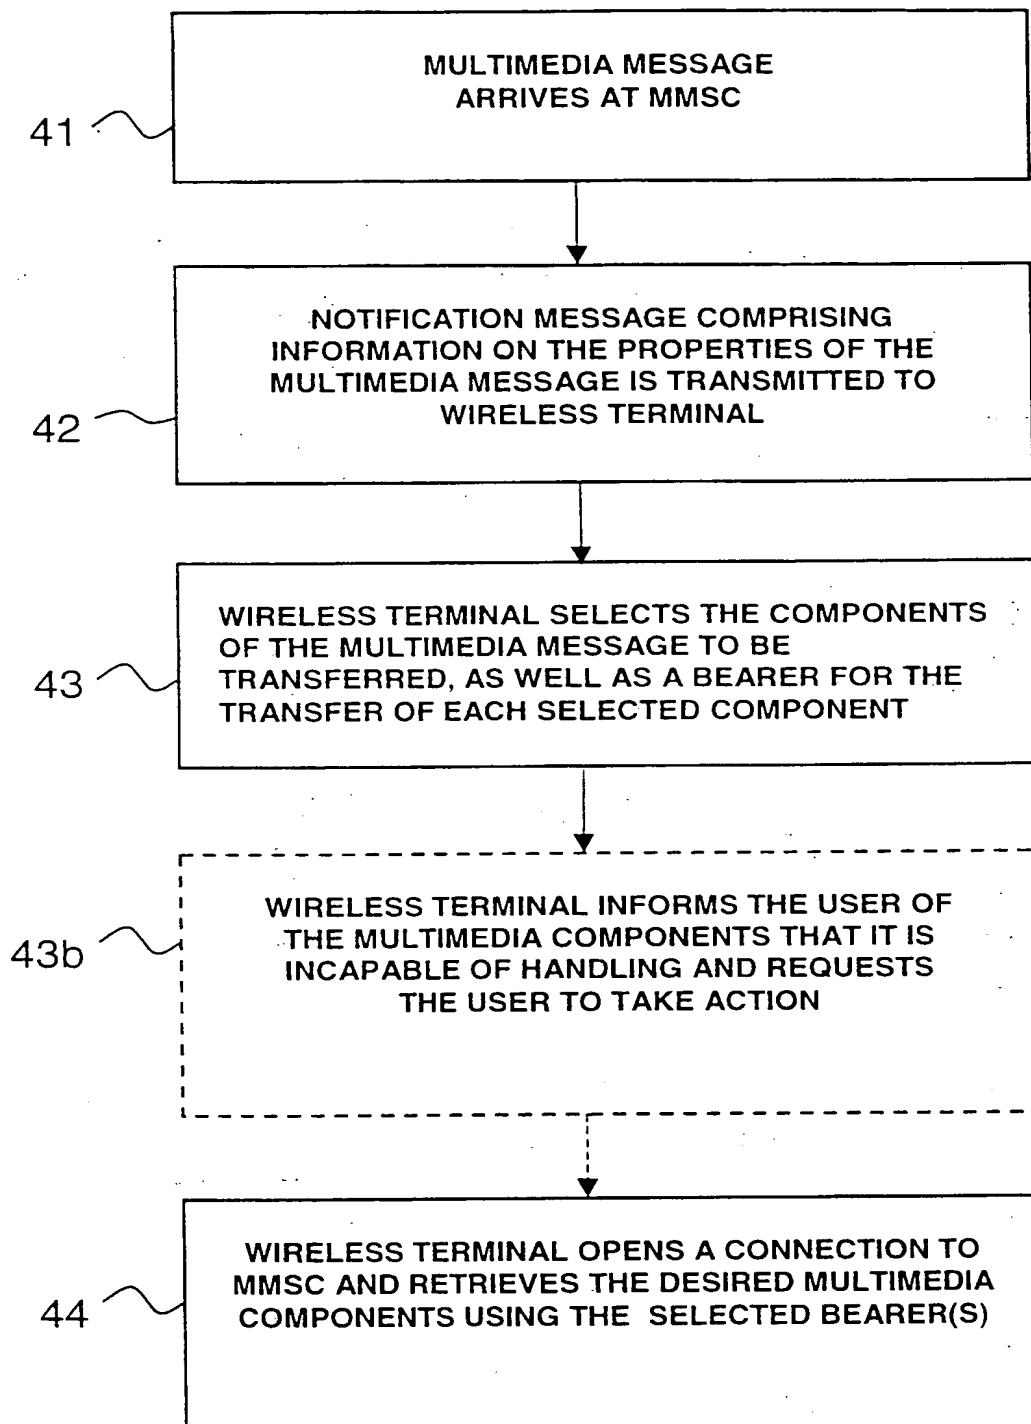 MULTIMEDIA MESSAGE
ARRIVES AT MMSC
41
NOTIFICATION MESSAGE COMPRISING
INFORMATION ON THE PROPERTIES OF THE
MULTIMEDIA MESSAGE IS TRANSMITTED TO
WIRELESS TERMINAL
42
WIRELESS TERMINAL SELECTS THE COMPONENTS
OF THE MULTIMEDIA MESSAGE TO BE
TRANSFERRED, AS WELL AS A BEARER FOR THE
TRANSFER OF EACH SELECTED COMPONENT
43
WIRELESS TERMINAL INFORMS THE USER OF
THE MULTIMEDIA COMPONENTS THAT IT IS
INCAPABLE OF HANDLING AND REQUESTS
THE USER TO TAKE ACTION
43b
WIRELESS TERMINAL OPENS A CONNECTION TO
MMSC AND RETRIEVES THE DESIRED MULTIMEDIA
COMPONENTS USING THE SELECTED BEARER(S)
44